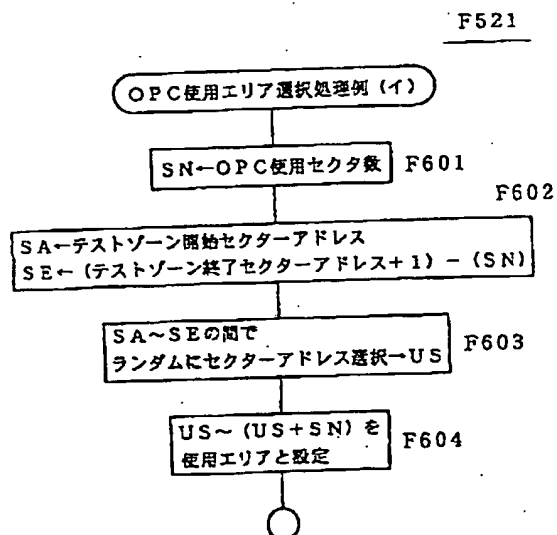 F521
OPC使用エリア選択処理例(イ)
SN←OPC使用セクタ数 F601
F602
SA←テストゾーン開始セクターアドレス
SE←(テストゾーン終了セクターアドレス+1)-(SN)
SA~SEの間で
ランダムにセクターアドレス選択→US F603
US~(US+SN)を
使用エリアと設定 F604